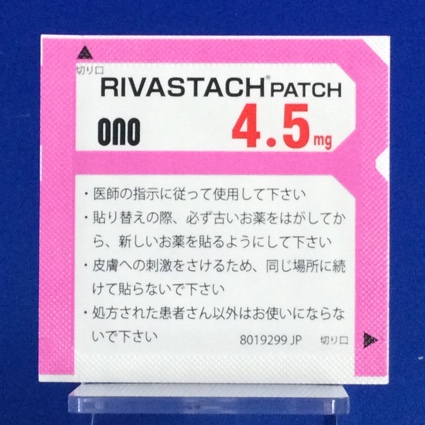 切り口
RIVASTACH® PATCH
ono 4.5mg
・医師の指示に従って使用して下さい
・貼り替えの際、必ず古いお薬をはがしてか
ら、新しいお薬を貼るようにして下さい
・皮膚への刺激をさけるため、同じ場所に続
けて貼らないで下さい
・処方された患者さん以外はお使いにならな
いで下さい 8019299 JP 切り口